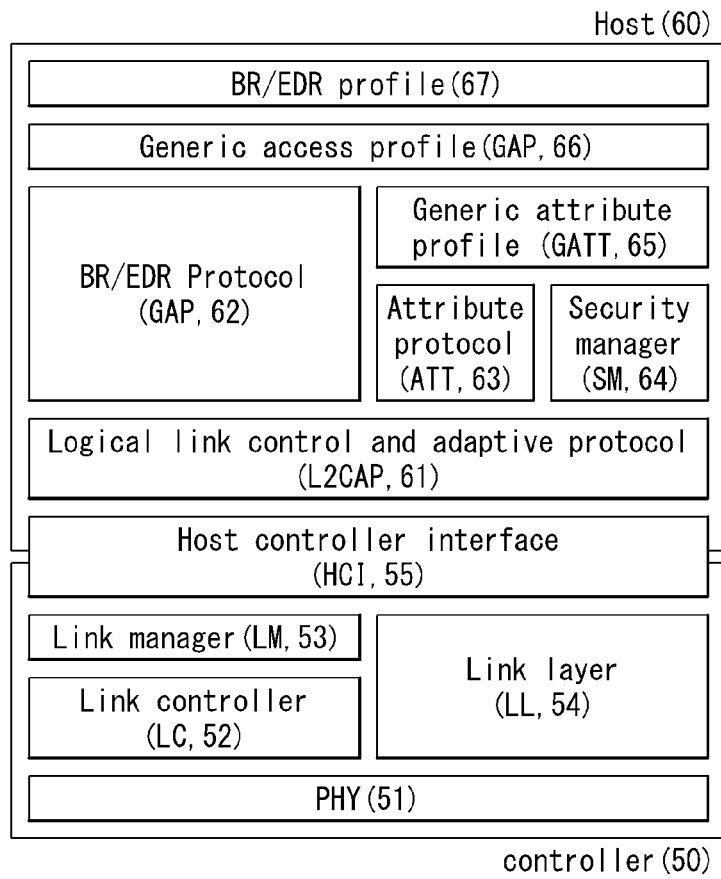 Host(60)
BR/EDR profile(67)
Generic access profile(GAP, 66)
BR/EDR Protocol
(GAP, 62)
Generic attribute
profile (GATT, 65)
Attribute
protocol
(ATT, 63)
Security
manager
(SM, 64)
Logical link control and adaptive protocol
(L2CAP, 61)
Host controller interface
(HCI, 55)
Link manager(LM, 53)
Link controller
(LC, 52)
Link layer
(LL, 54)
PHY(51)
controller(50)